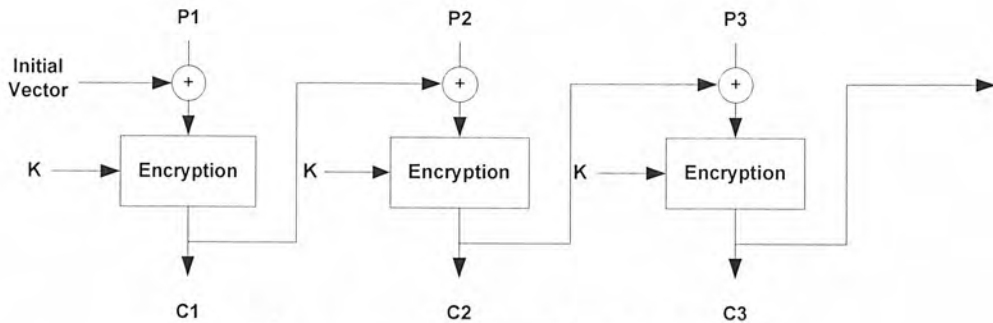 P1
P2
P3
Initial
Vector
+
+
+
K
Encryption
K
Encryption
K
Encryption
C1
C2
C3